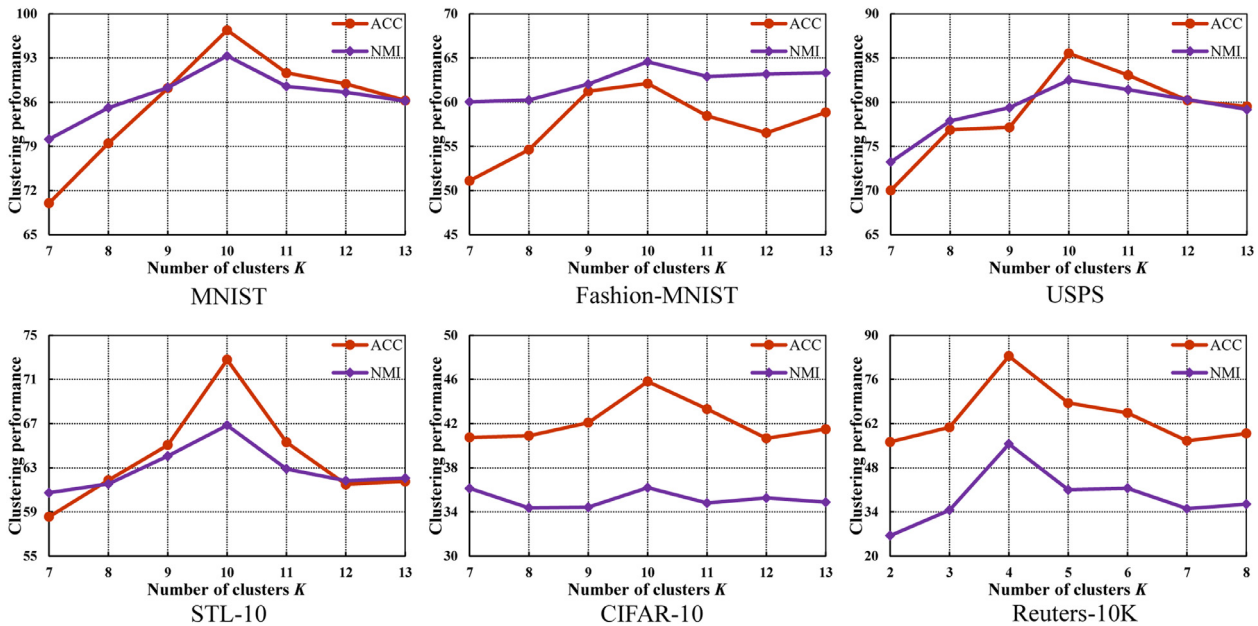 100
93
86
79
72
65
Clustering performance
ACC
NMI
7 8 9 10 11 12 13
Number of clusters K
MNIST
70
65
60
55
50
45
Clustering performance
ACC
NMI
7 8 9 10 11 12 13
Number of clusters K
Fashion-MNIST
90
85
80
75
70
65
Clustering performance
ACC
NMI
7 8 9 10 11 12 13
Number of clusters K
USPS
75
71
67
63
59
55
Clustering performance
ACC
NMI
7 8 9 10 11 12 13
Number of clusters K
STL-10
50
46
42
38
34
30
Clustering performance
ACC
NMI
7 8 9 10 11 12 13
Number of clusters K
CIFAR-10
90
76
62
48
34
20
Clustering performance
ACC
NMI
2 3 4 5 6 7 8
Number of clusters K
Reuters-10K